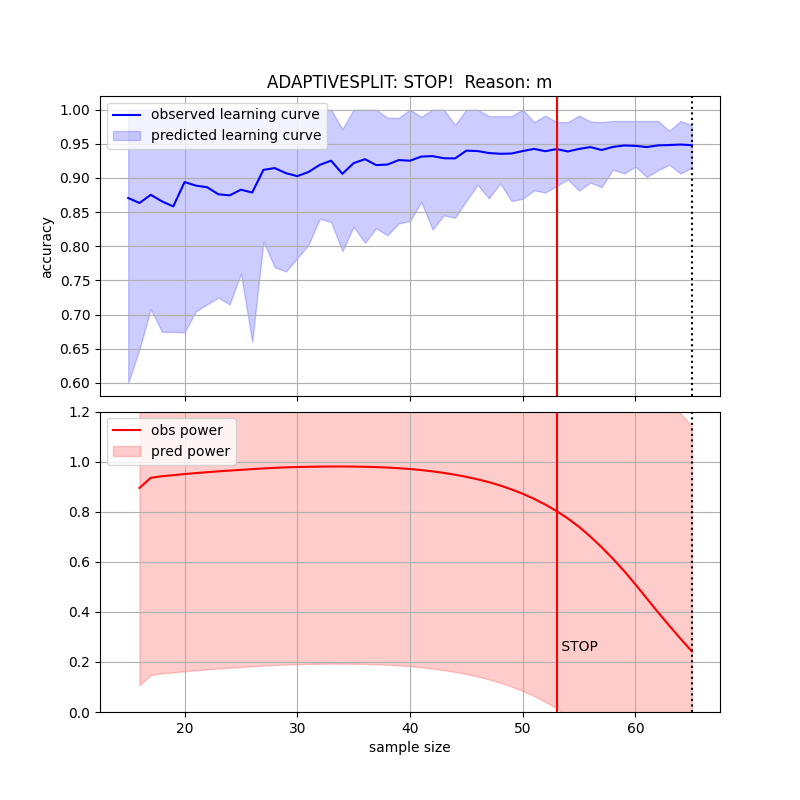 ADAPTIVESPLIT: STOP!  Reason: m
1.00
0.95
0.90
0.85
0.80
0.75
0.70
0.65
0.60
accuracy
observed learning curve
predicted learning curve
1.2
1.0
0.8
0.6
0.4
0.2
0.0
obs power
pred power
STOP
20
30
40
50
60
sample size